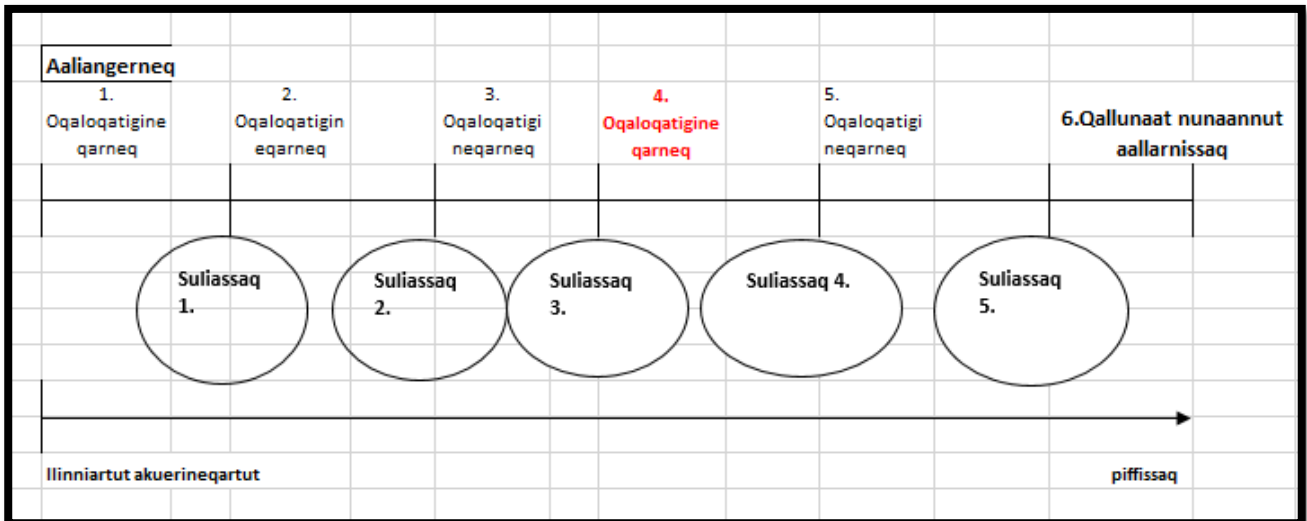 Aaliangerneq
1.
Oqaloqatigine
qarneq
2.
Oqaloqatigin
eqarneq
3.
Oqaloqatigi
neqarneq
4.
Oqaloqatigine
qarneq
5.
Oqaloqatigi
neqarneq
6.Qallunaat nunaannut
aallarnissaq
Suliassaq
1.
Suliassaq
2.
Suliassaq
3.
Suliassaq 4.
Suliassaq
5.
Ilinniartut akuerineqartut
piffissaq